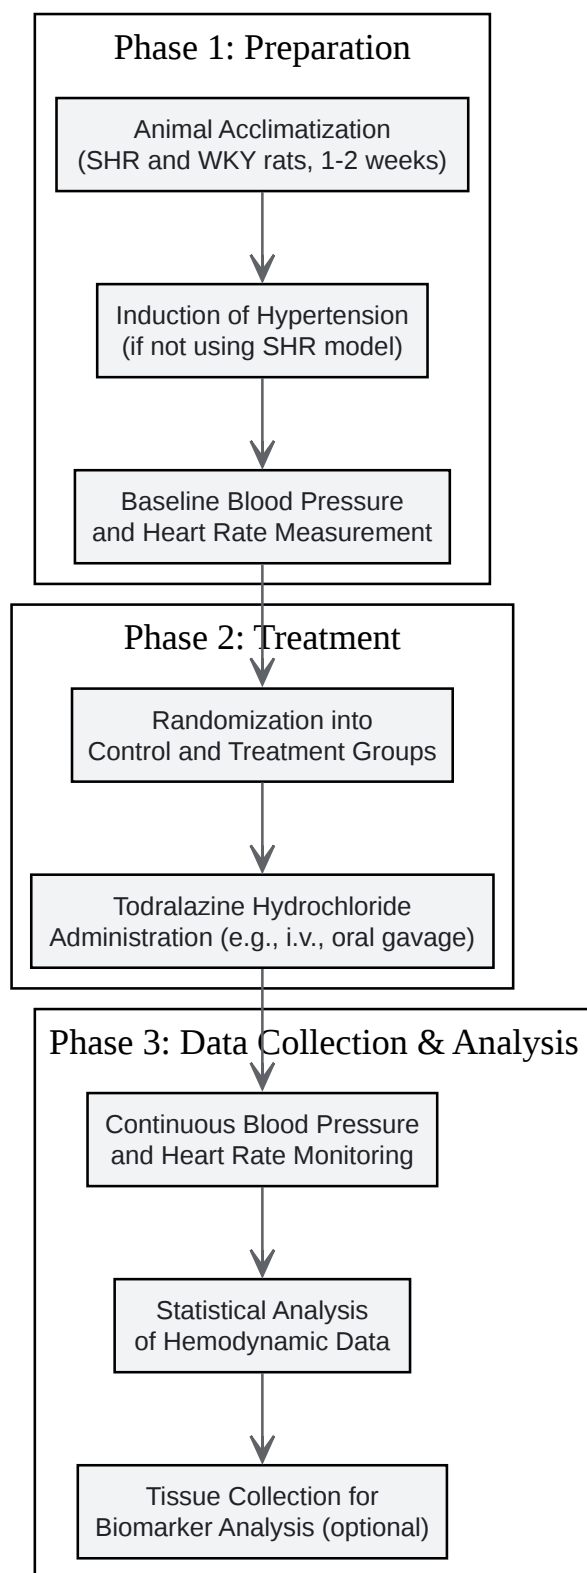 Phase 1: Preparation
Animal Acclimatization
(SHR and WKY rats, 1-2 weeks)
Induction of Hypertension
(if not using SHR model)
Baseline Blood Pressure
and Heart Rate Measurement
Phase 2: Treatment
Randomization into
Control and Treatment Groups
Todralazine Hydrochloride
Administration (e.g., i.v., oral gavage)
Phase 3: Data Collection & Analysis
Continuous Blood Pressure
and Heart Rate Monitoring
Statistical Analysis
of Hemodynamic Data
Tissue Collection for
Biomarker Analysis (optional)